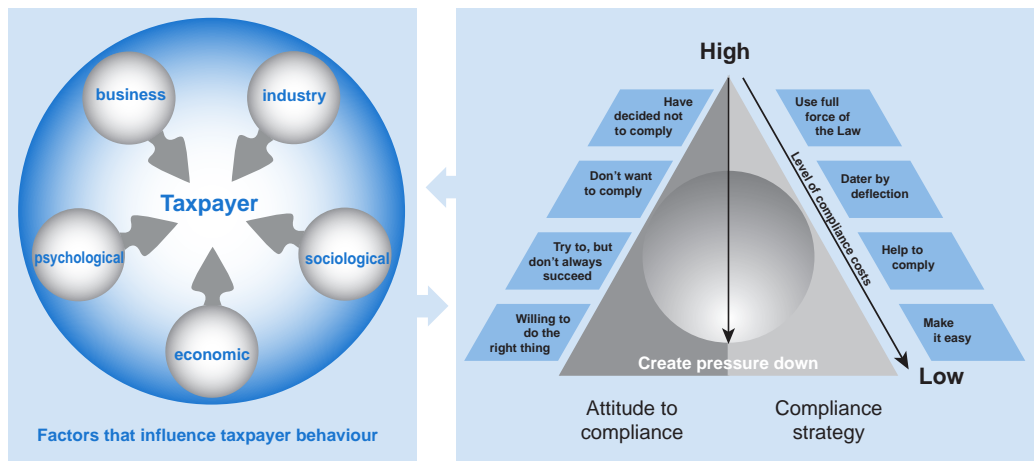 business
industry
Taxpayer
psychological
sociological
economic
Factors that influence taxpayer behaviour
High
Have
decided not
to comply
Don't want
to comply
Try to, but
don't always
succeed
Willing to
do the
right thing
Use full
force of
the Law
Dater by
deflection
Help to
comply
Make
it easy
Level of compliance costs
Low
Create pressure down
Attitude to
compliance
Compliance
strategy